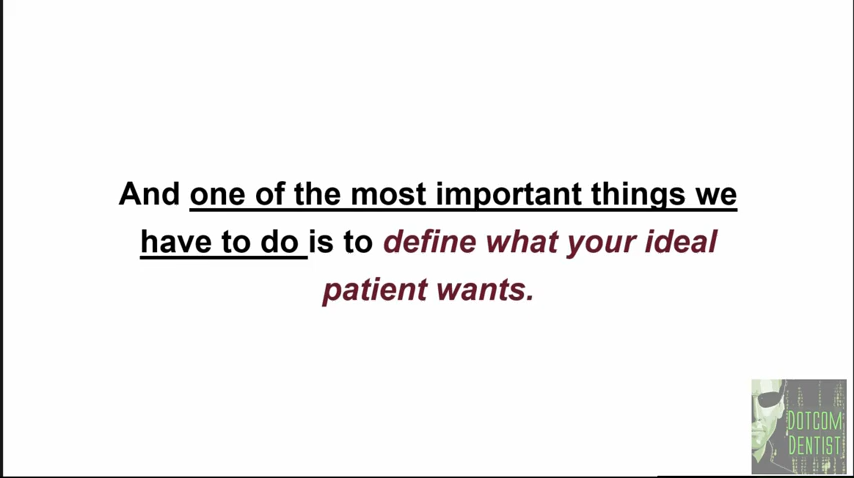 And one of the most important things we
have to do is to define what your ideal
patient wants.
DOTCOM
DENTIST